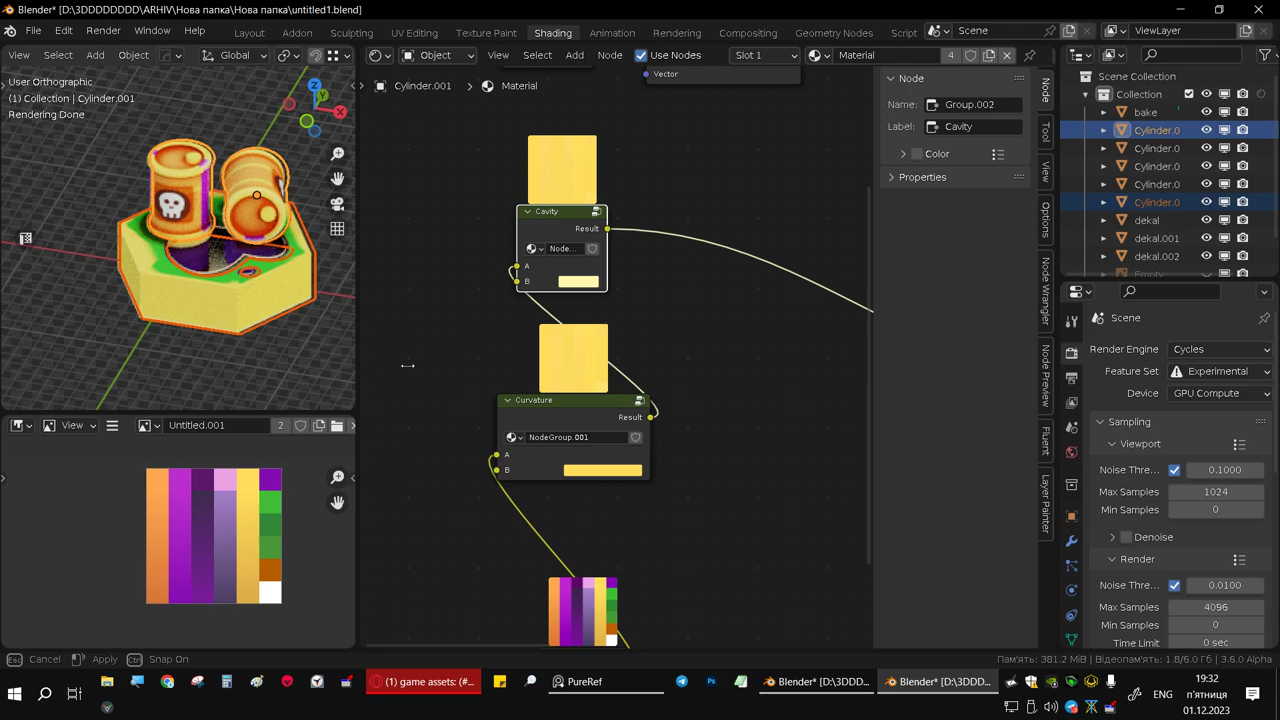 Blender* [D:\3DDDDDDDD\ARHIV\Нова папка\Нова папка\untitled1.blend]
File Edit Render Window Help Layout Modeling Sculpting UV Editing Texture Paint Shading Animation Rendering Compositing Geometry Nodes Script Scene ViewLayer
View Select Add Object Global Object View Select Add Node Use Nodes Slot 1 Material 4
User Orthographic
(1) Collection | Cylinder.001
Rendering Done
Z
Y
X
Cylinder.001 > Material
Vector
Cavity
Result
Node...
A
B
Curvature
Result
NodeGroup.001
A
B
Node
Name: Group.002
Label: Cavity
Color
Properties
Node
Tool
View
Options
Node Wrangler
Node Preview
Fluent
Layer Painter
Scene Collection
Collection
bake
Cylinder.0
Cylinder.0
Cylinder.0
Cylinder.0
Cylinder.0
dekal
dekal.001
dekal.002
Empty
Scene
Render Engine Cycles
Feature Set Experimental
Device GPU Compute
Sampling
Viewport
Noise Thre... 0.1000
Max Samples 1024
Min Samples 0
Denoise
Render
Noise Thre... 0.0100
Max Samples 4096
Min Samples 0
Time Limit 0 sec
View Untitled.001 2
Esc Cancel Apply Ctrl Snap On
Пам'ять: 381.2 MiB | Відеопам'ять: 1.8/6.0 Гб | 3.6.0 Alpha
(1) game assets: (#... PureRef Blender* [D:\3DDD... Blender* [D:\3DDD...
ENG
19:32
п'ятниця
01.12.2023